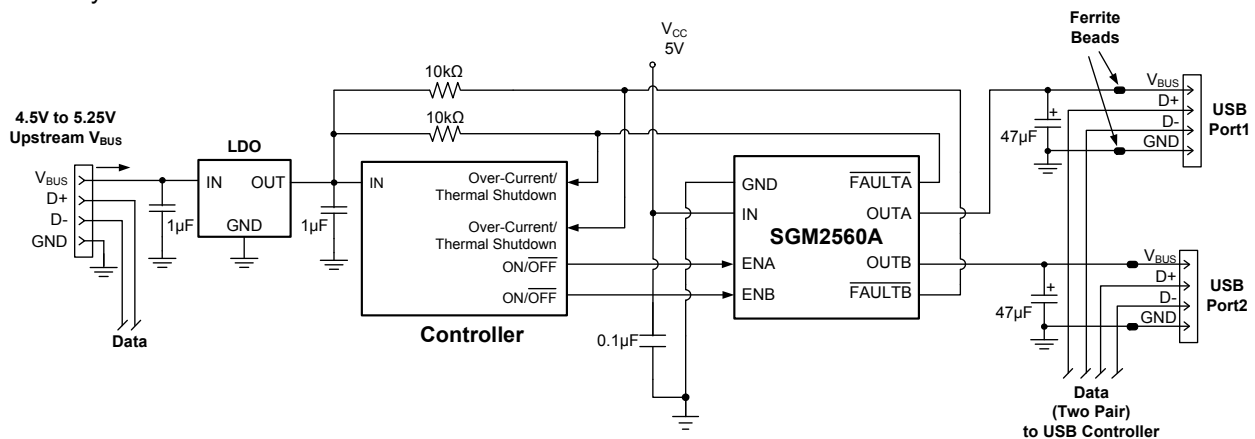 Ferrite
Beads
VCC
5V
10kΩ
10kΩ
4.5V to 5.25V
Upstream VBUS
LDO
VBUS
D+
D-
GND
IN OUT
GND
1µF
1µF
Data
IN
Over-Current/
Thermal Shutdown
Over-Current/
Thermal Shutdown
ON/OFF
ON/OFF
Controller
0.1µF
GND
IN
ENA
ENB
SGM2560A
FAULTA
OUTA
OUTB
FAULTB
47µF
+
VBUS
D+
D-
GND
USB
Port1
47µF
+
VBUS
D+
D-
GND
USB
Port2
Data
(Two Pair)
to USB Controller